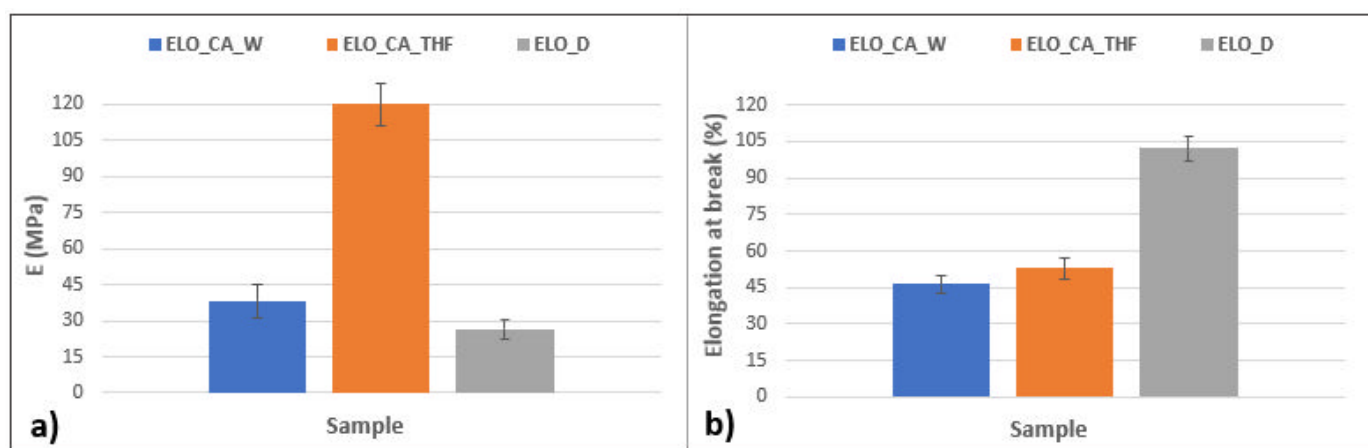 ELO_CA_W ELO_CA_THF ELO_D
E (MPa)
120
105
90
75
60
45
30
15
0
Sample
a)
ELO_CA_W ELO_CA_THF ELO_D
Elongation at break (%)
120
105
90
75
60
45
30
15
0
Sample
b)